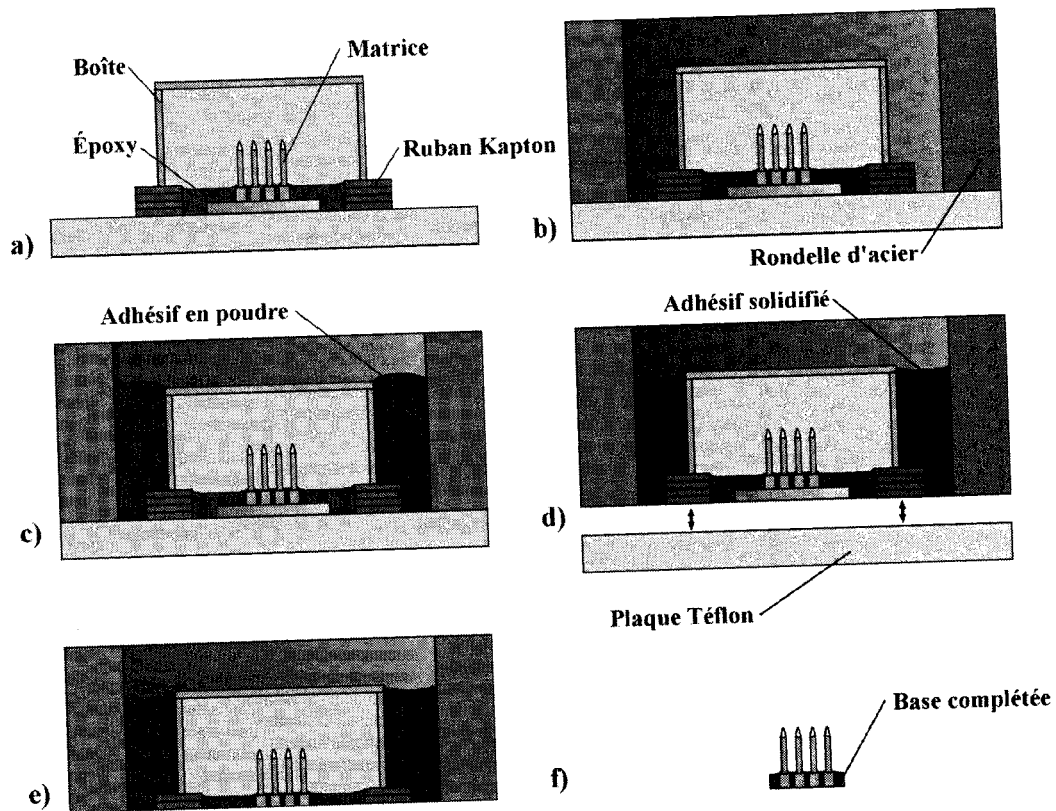 Matrice
Boîte
Époxy
Ruban Kapton
a)
b)
Rondelle d'acier
Adhésif en poudre
Adhésif solidifié
c)
d)
Plaque Téflon
e)
f)
Base complétée